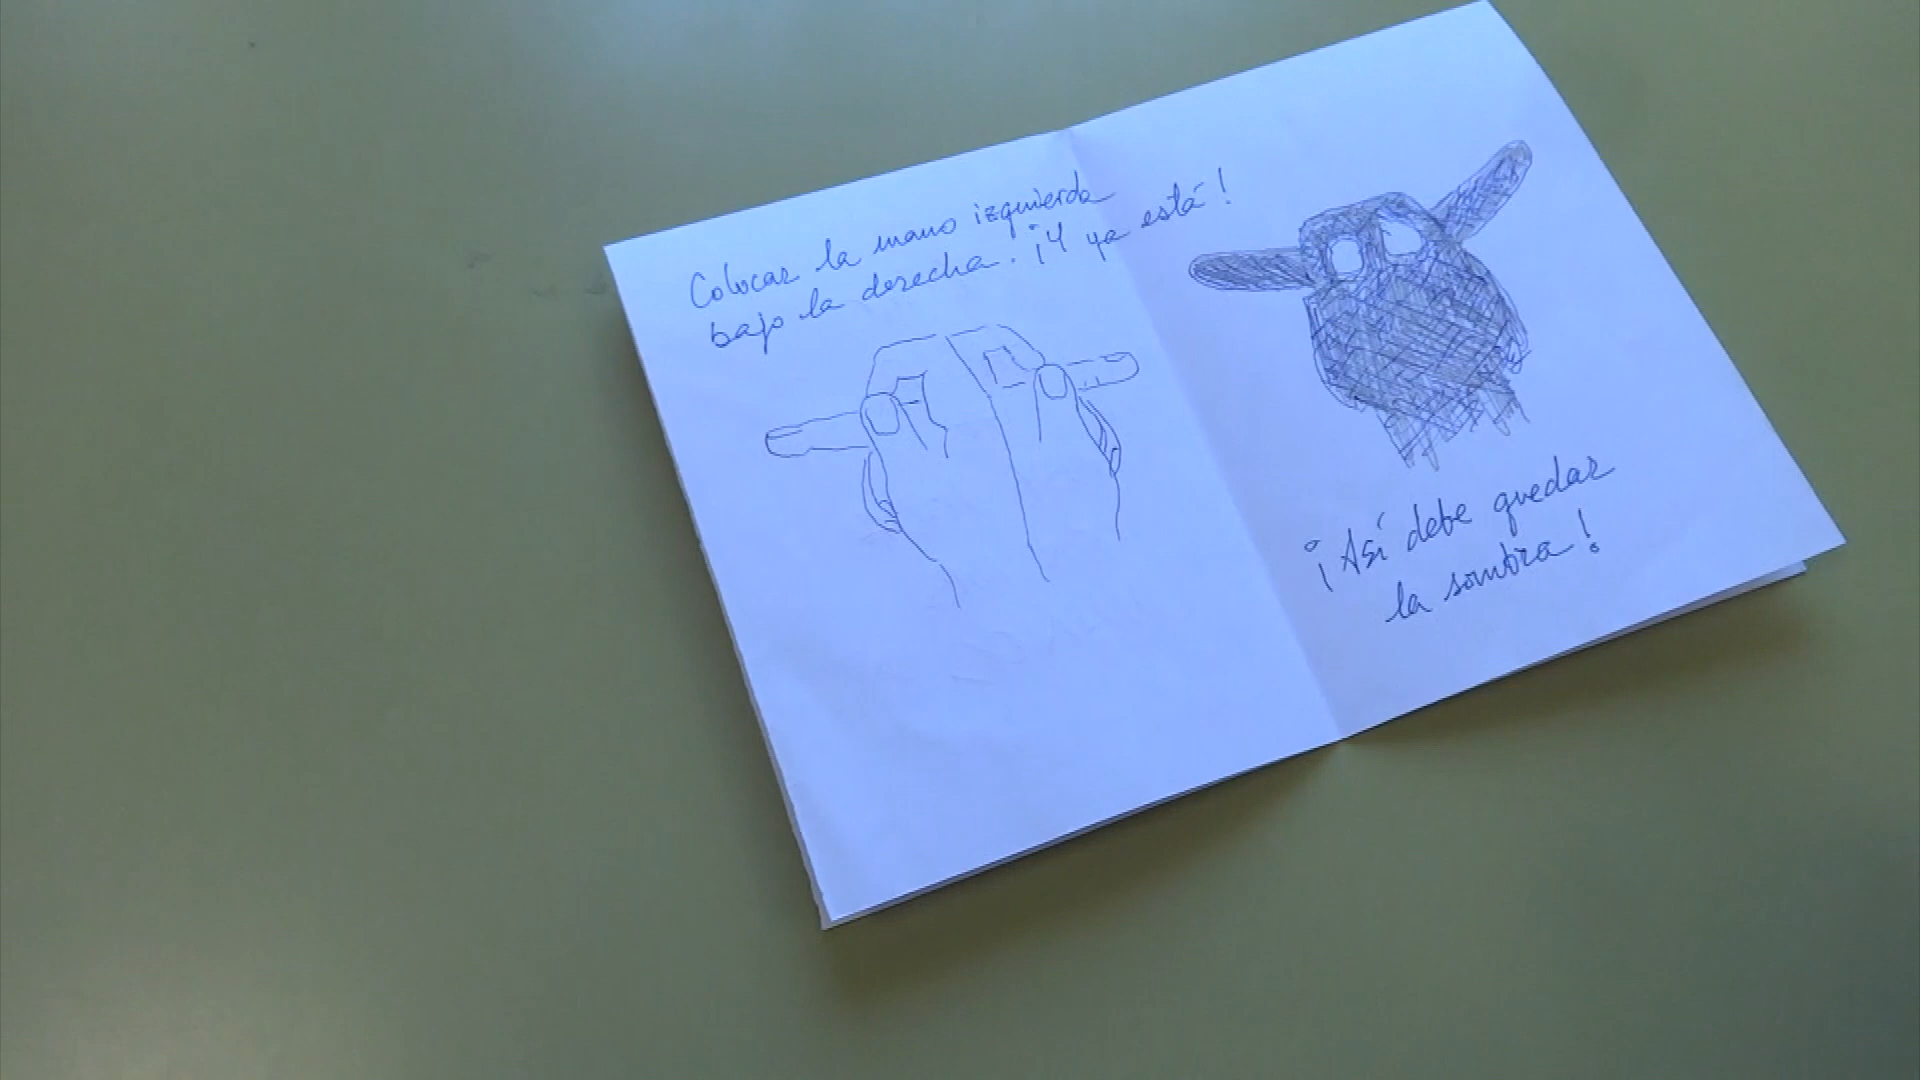 Colocar la mano izquierda
bajo la derecha. ¡Y ya está!
¡Así debe quedar
la sombra!